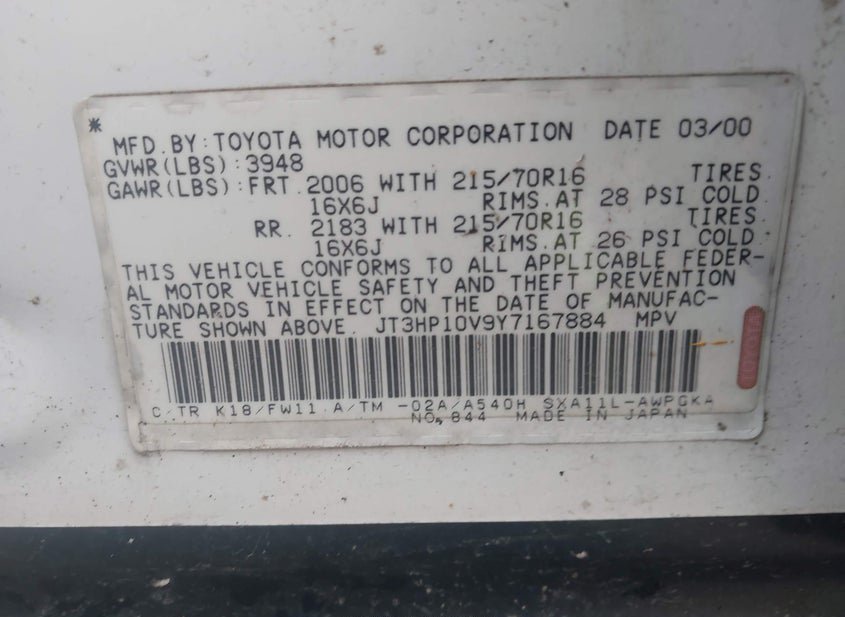 *
MFD. BY: TOYOTA MOTOR CORPORATION DATE 03/00
GVWR(LBS): 3948
GAWR(LBS): FRT. 2006 WITH 215/70R16 TIRES.
16X6J RIMS. AT 28 PSI COLD.
RR. 2183 WITH 215/70R16 TIRES.
16X6J RIMS. AT 26 PSI COLD.
THIS VEHICLE CONFORMS TO ALL APPLICABLE FEDER-
AL MOTOR VEHICLE SAFETY AND THEFT PREVENTION
STANDARDS IN EFFECT ON THE DATE OF MANUFAC-
TURE SHOWN ABOVE. JT3HP10V9Y7167884 MPV
TOYOTA
C/TR K18/FW11 A/TM -02A/A540H SXA11L-AWPGKA
NO. 844 MADE IN JAPAN